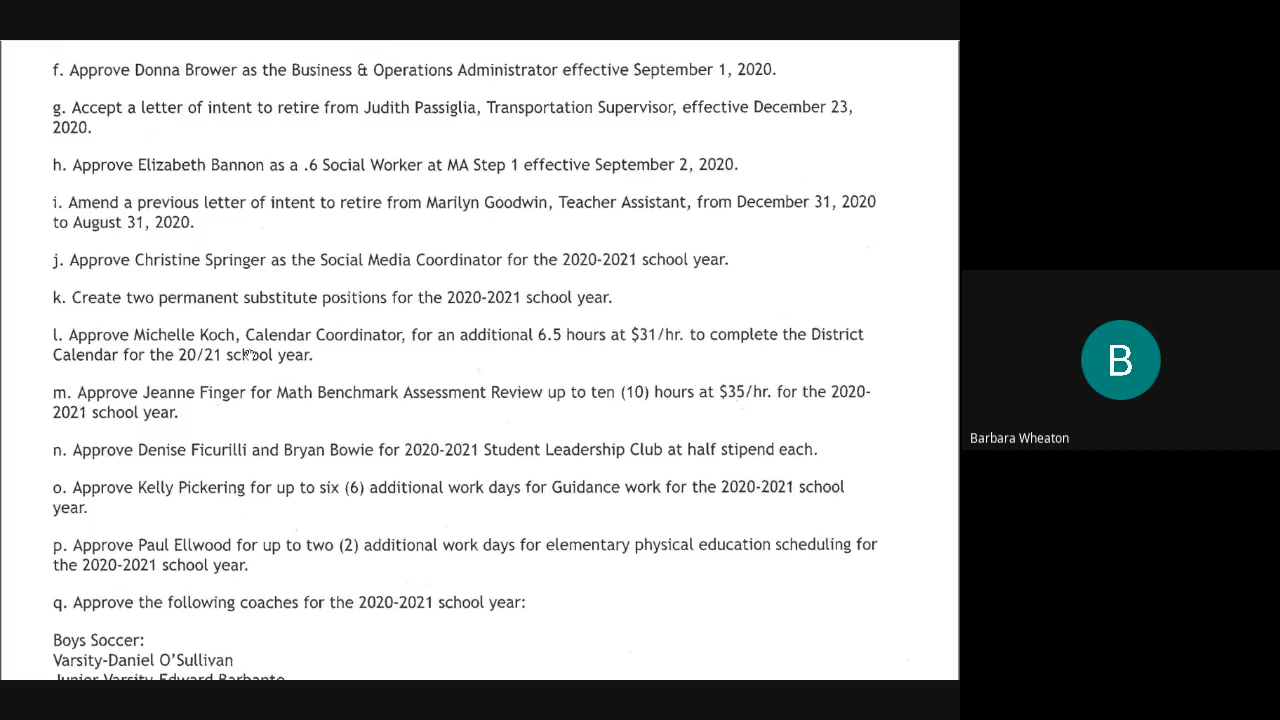 f. Approve Donna Brower as the Business & Operations Administrator effective September 1, 2020.
g. Accept a letter of intent to retire from Judith Passiglia, Transportation Supervisor, effective December 23,
2020.
h. Approve Elizabeth Bannon as a .6 Social Worker at MA Step 1 effective September 2, 2020.
i. Amend a previous letter of intent to retire from Marilyn Goodwin, Teacher Assistant, from December 31, 2020
to August 31, 2020.
j. Approve Christine Springer as the Social Media Coordinator for the 2020-2021 school year.
k. Create two permanent substitute positions for the 2020-2021 school year.
l. Approve Michelle Koch, Calendar Coordinator, for an additional 6.5 hours at $31/hr. to complete the District
Calendar for the 20/21 school year.
m. Approve Jeanne Finger for Math Benchmark Assessment Review up to ten (10) hours at $35/hr. for the 2020-
2021 school year.
n. Approve Denise Ficurilli and Bryan Bowie for 2020-2021 Student Leadership Club at half stipend each.
o. Approve Kelly Pickering for up to six (6) additional work days for Guidance work for the 2020-2021 school
year.
p. Approve Paul Ellwood for up to two (2) additional work days for elementary physical education scheduling for
the 2020-2021 school year.
q. Approve the following coaches for the 2020-2021 school year:
Boys Soccer:
Varsity-Daniel O'Sullivan
Junior Varsity-Edward Barbanto
B
Barbara Wheaton